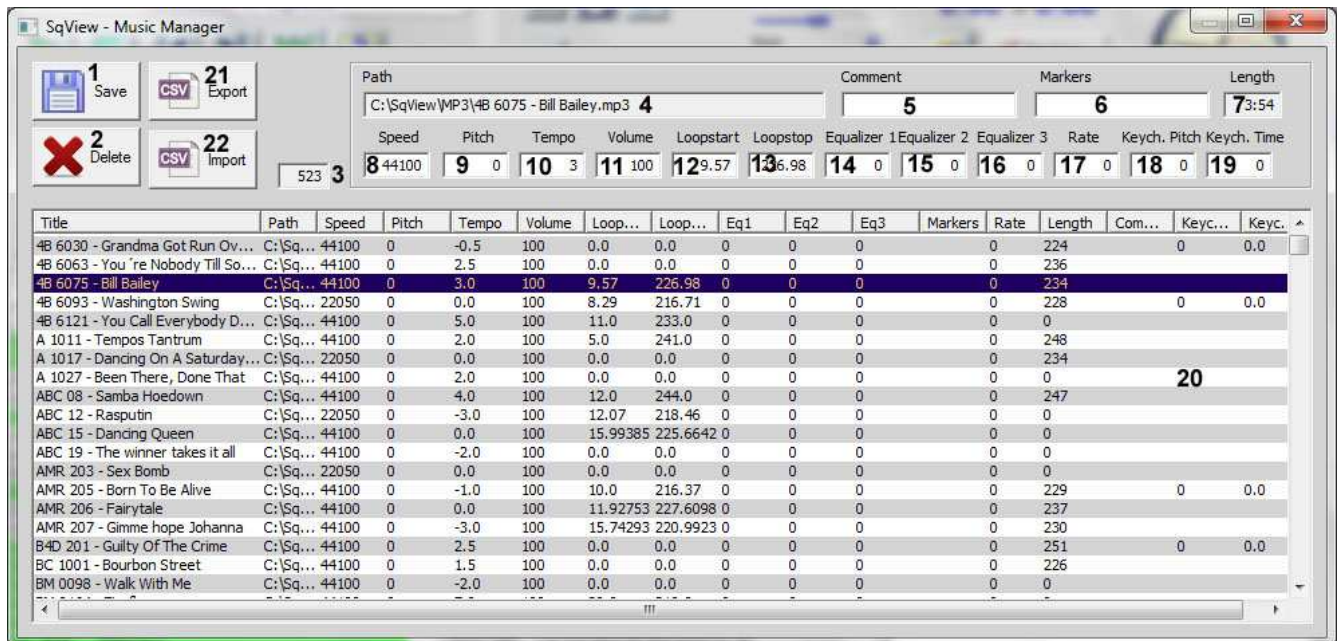 SqView - Music Manager
1 Save 21 Export
2 Delete 22 Import
523 3
Path Comment Markers Length
C:\SqView\MP3\4B 6075 - Bill Bailey.mp3 4 5 6 7 3:54
Speed Pitch Tempo Volume Loopstart Loopstop Equalizer 1 Equalizer 2 Equalizer 3 Rate Keych. Pitch Keych. Time
8 44100 9 0 10 3 11 100 12 9.57 13 6.98 14 0 15 0 16 0 17 0 18 0 19 0
Title Path Speed Pitch Tempo Volume Loop... Loop... Eq1 Eq2 Eq3 Markers Rate Length Com... Keyc... Keyc.
4B 6030 - Grandma Got Run Ov... C:\Sq... 44100 0 -0.5 100 0.0 0.0 0 0 0 0 224 0 0.0
4B 6063 - You ´re Nobody Till So... C:\Sq... 44100 0 2.5 100 0.0 0.0 0 0 0 0 236
4B 6075 - Bill Bailey C:\Sq... 44100 0 3.0 100 9.57 226.98 0 0 0 0 234
4B 6093 - Washington Swing C:\Sq... 22050 0 0.0 100 8.29 216.71 0 0 0 0 228 0 0.0
4B 6121 - You Call Everybody D... C:\Sq... 44100 0 5.0 100 11.0 233.0 0 0 0 0 0
A 1011 - Tempos Tantrum C:\Sq... 44100 0 2.0 100 5.0 241.0 0 0 0 0 248
A 1017 - Dancing On A Saturday... C:\Sq... 22050 0 0.0 100 0.0 0.0 0 0 0 0 234
A 1027 - Been There, Done That C:\Sq... 44100 0 2.0 100 0.0 0.0 0 0 0 0 0 20
ABC 08 - Samba Hoedown C:\Sq... 44100 0 4.0 100 12.0 244.0 0 0 0 0 247
ABC 12 - Rasputin C:\Sq... 22050 0 -3.0 100 12.07 218.46 0 0 0 0 0
ABC 15 - Dancing Queen C:\Sq... 44100 0 0.0 100 15.99385 225.6642 0 0 0 0 0
ABC 19 - The winner takes it all C:\Sq... 44100 0 -2.0 100 0.0 0.0 0 0 0 0 0
AMR 203 - Sex Bomb C:\Sq... 22050 0 0.0 100 0.0 0.0 0 0 0 0 0
AMR 205 - Born To Be Alive C:\Sq... 44100 0 -1.0 100 10.0 216.37 0 0 0 0 229 0 0.0
AMR 206 - Fairytale C:\Sq... 44100 0 0.0 100 11.92753 227.6098 0 0 0 0 237
AMR 207 - Gimme hope Johanna C:\Sq... 44100 0 -3.0 100 15.74293 220.9923 0 0 0 0 230
B4D 201 - Guilty Of The Crime C:\Sq... 44100 0 2.5 100 0.0 0.0 0 0 0 0 251 0 0.0
BC 1001 - Bourbon Street C:\Sq... 44100 0 1.5 100 0.0 0.0 0 0 0 0 226
BM 0098 - Walk With Me C:\Sq... 44100 0 -2.0 100 0.0 0.0 0 0 0 0 0